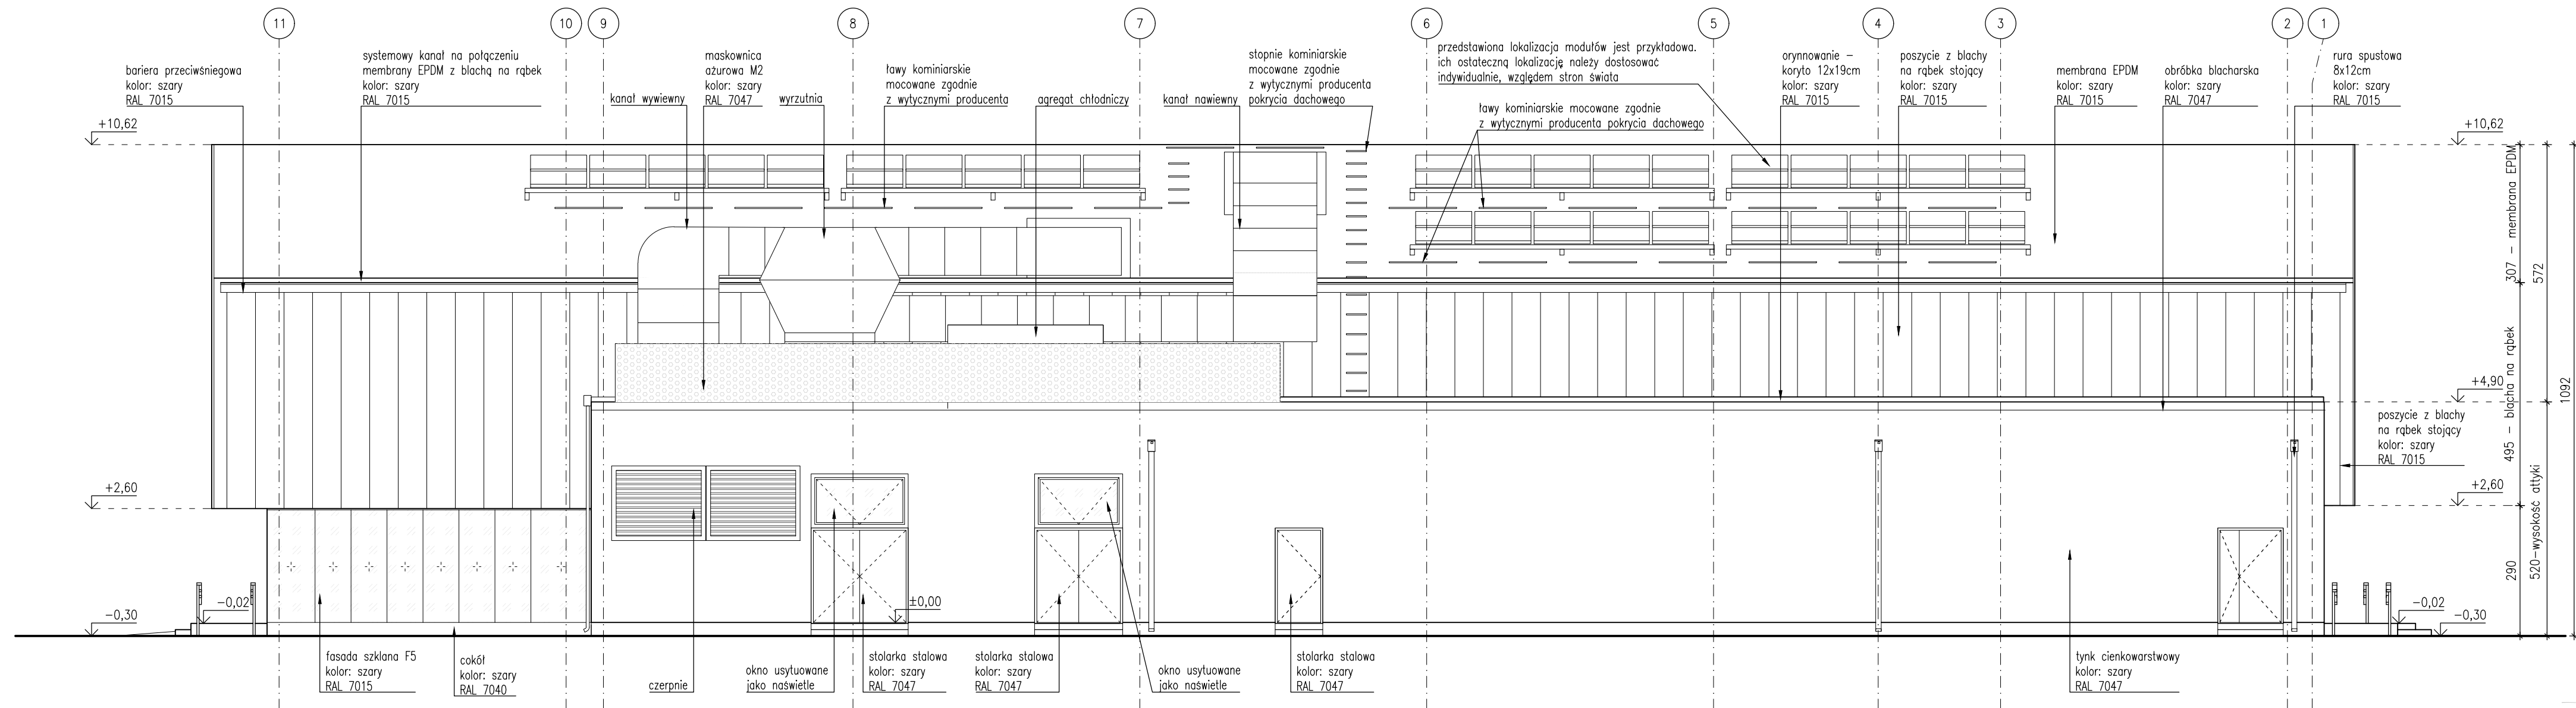 11
10
9
8
7
6
5
4
3
2
1
bariera przeciwśniegowa
kolor: szary
RAL 7015
systemowy kanał na połączeniu
membrany EPDM z blachą na rąbek
kolor: szary
RAL 7015
kanał wywiewny
maskownica
ażurowa M2
kolor: szary
RAL 7047
wyrzutnia
ławy kominiarskie
mocowane zgodnie
z wytycznymi producenta
agregat chłodniczy
kanał nawiewny
stopnie kominiarskie
mocowane zgodnie
z wytycznymi producenta
pokrycia dachowego
przedstawiona lokalizacja modułów jest przykładowa.
ich ostateczną lokalizację należy dostosować
indywidualnie, względem stron świata
ławy kominiarskie mocowane zgodnie
z wytycznymi producenta pokrycia dachowego
orynnowanie –
koryto 12x19cm
kolor: szary
RAL 7015
poszycie z blachy
na rąbek stojący
kolor: szary
RAL 7015
membrana EPDM
kolor: szary
RAL 7015
obróbka blacharska
kolor: szary
RAL 7047
rura spustowa
8x12cm
kolor: szary
RAL 7015
+10,62
+10,62
+4,90
+2,60
+2,60
307 – membrana EPDM
572
1092
495 – blacha na rąbek
290
520–wysokość attyki
poszycie z blachy
na rąbek stojący
kolor: szary
RAL 7015
±0,00
–0,02
–0,30
–0,02
–0,30
fasada szklana F5
kolor: szary
RAL 7015
cokół
kolor: szary
RAL 7040
czerpnie
okno usytuowane
jako naświetle
stolarka stalowa
kolor: szary
RAL 7047
stolarka stalowa
kolor: szary
RAL 7047
okno usytuowane
jako naświetle
stolarka stalowa
kolor: szary
RAL 7047
tynk cienkowarstwowy
kolor: szary
RAL 7047